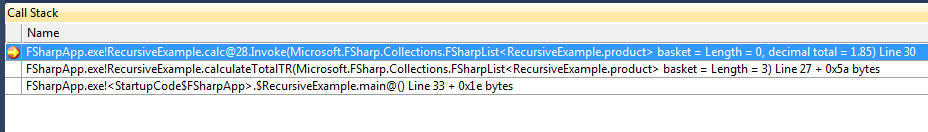 Call Stack
Name
FSharpApp.exe!RecursiveExample.calc@28.Invoke(Microsoft.FSharp.Collections.FSharpList<RecursiveExample.product> basket = Length = 0, decimal total = 1.85) Line 30
FSharpApp.exe!RecursiveExample.calculateTotalTR(Microsoft.FSharp.Collections.FSharpList<RecursiveExample.product> basket = Length = 3) Line 27 + 0x5a bytes
FSharpApp.exe!<StartupCode$FSharpApp>.$RecursiveExample.main@() Line 33 + 0x1e bytes